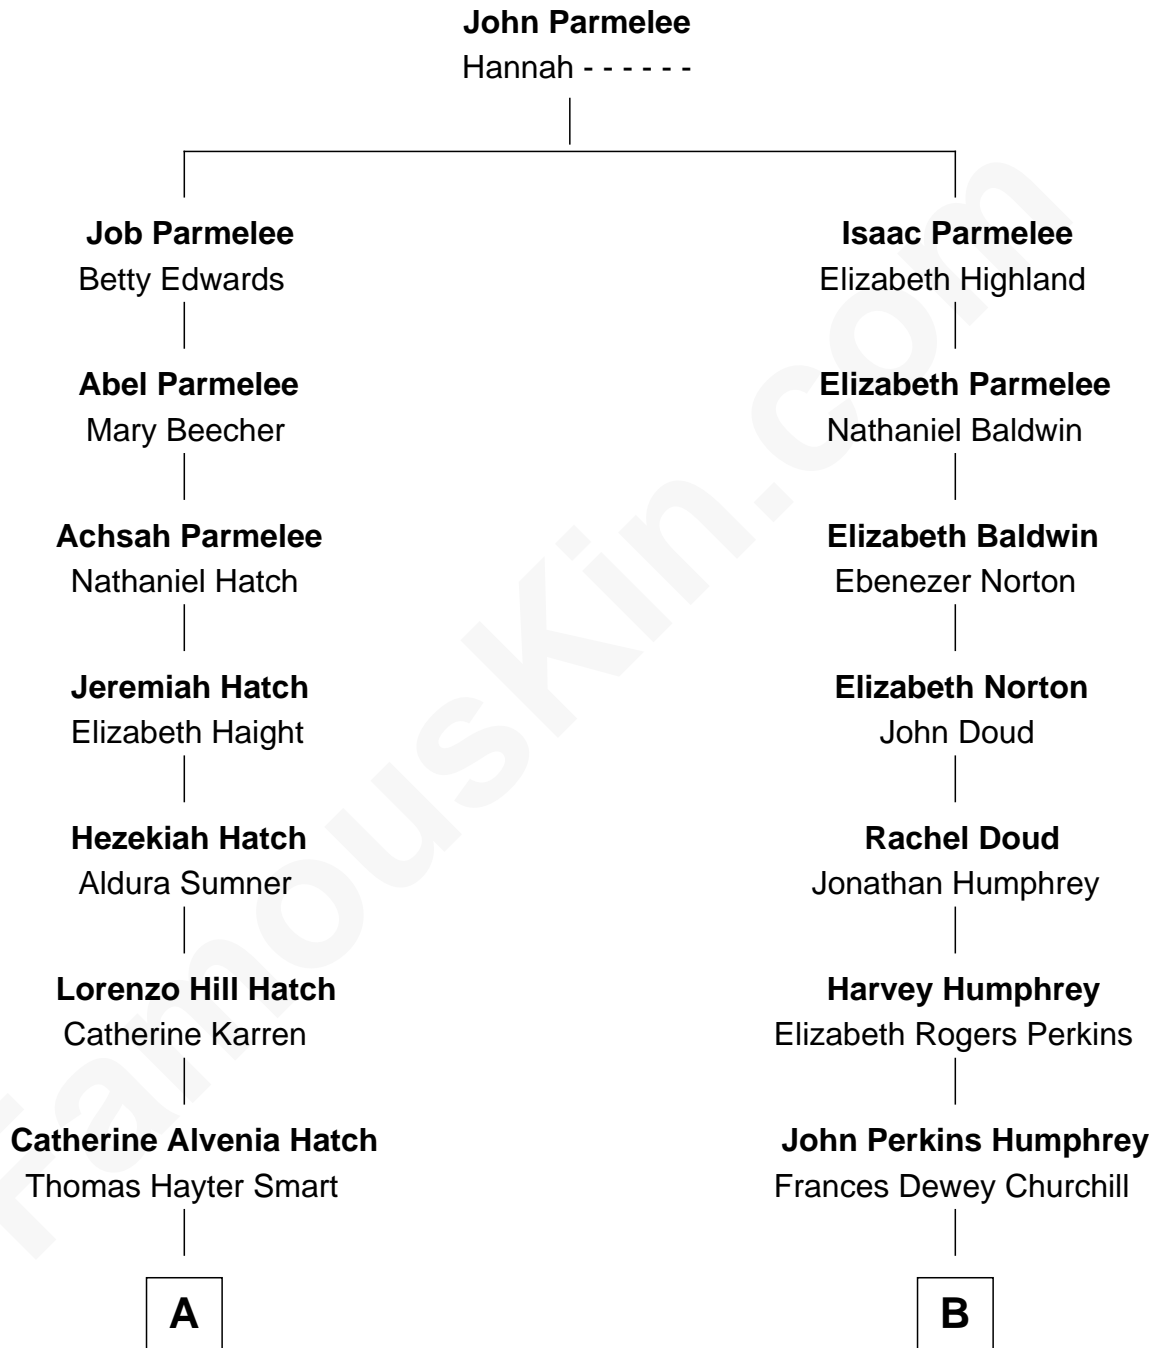 John Parmelee
Hannah - - - - - -
Job Parmelee
Betty Edwards
Isaac Parmelee
Elizabeth Highland
Abel Parmelee
Mary Beecher
Elizabeth Parmelee
Nathaniel Baldwin
Achsah Parmelee
Nathaniel Hatch
Elizabeth Baldwin
Ebenezer Norton
Jeremiah Hatch
Elizabeth Haight
Elizabeth Norton
John Doud
Hezekiah Hatch
Aldura Sumner
Rachel Doud
Jonathan Humphrey
Lorenzo Hill Hatch
Catherine Karren
Harvey Humphrey
Elizabeth Rogers Perkins
Catherine Alvenia Hatch
Thomas Hayter Smart
John Perkins Humphrey
Frances Dewey Churchill
A
B
FamousKin.com